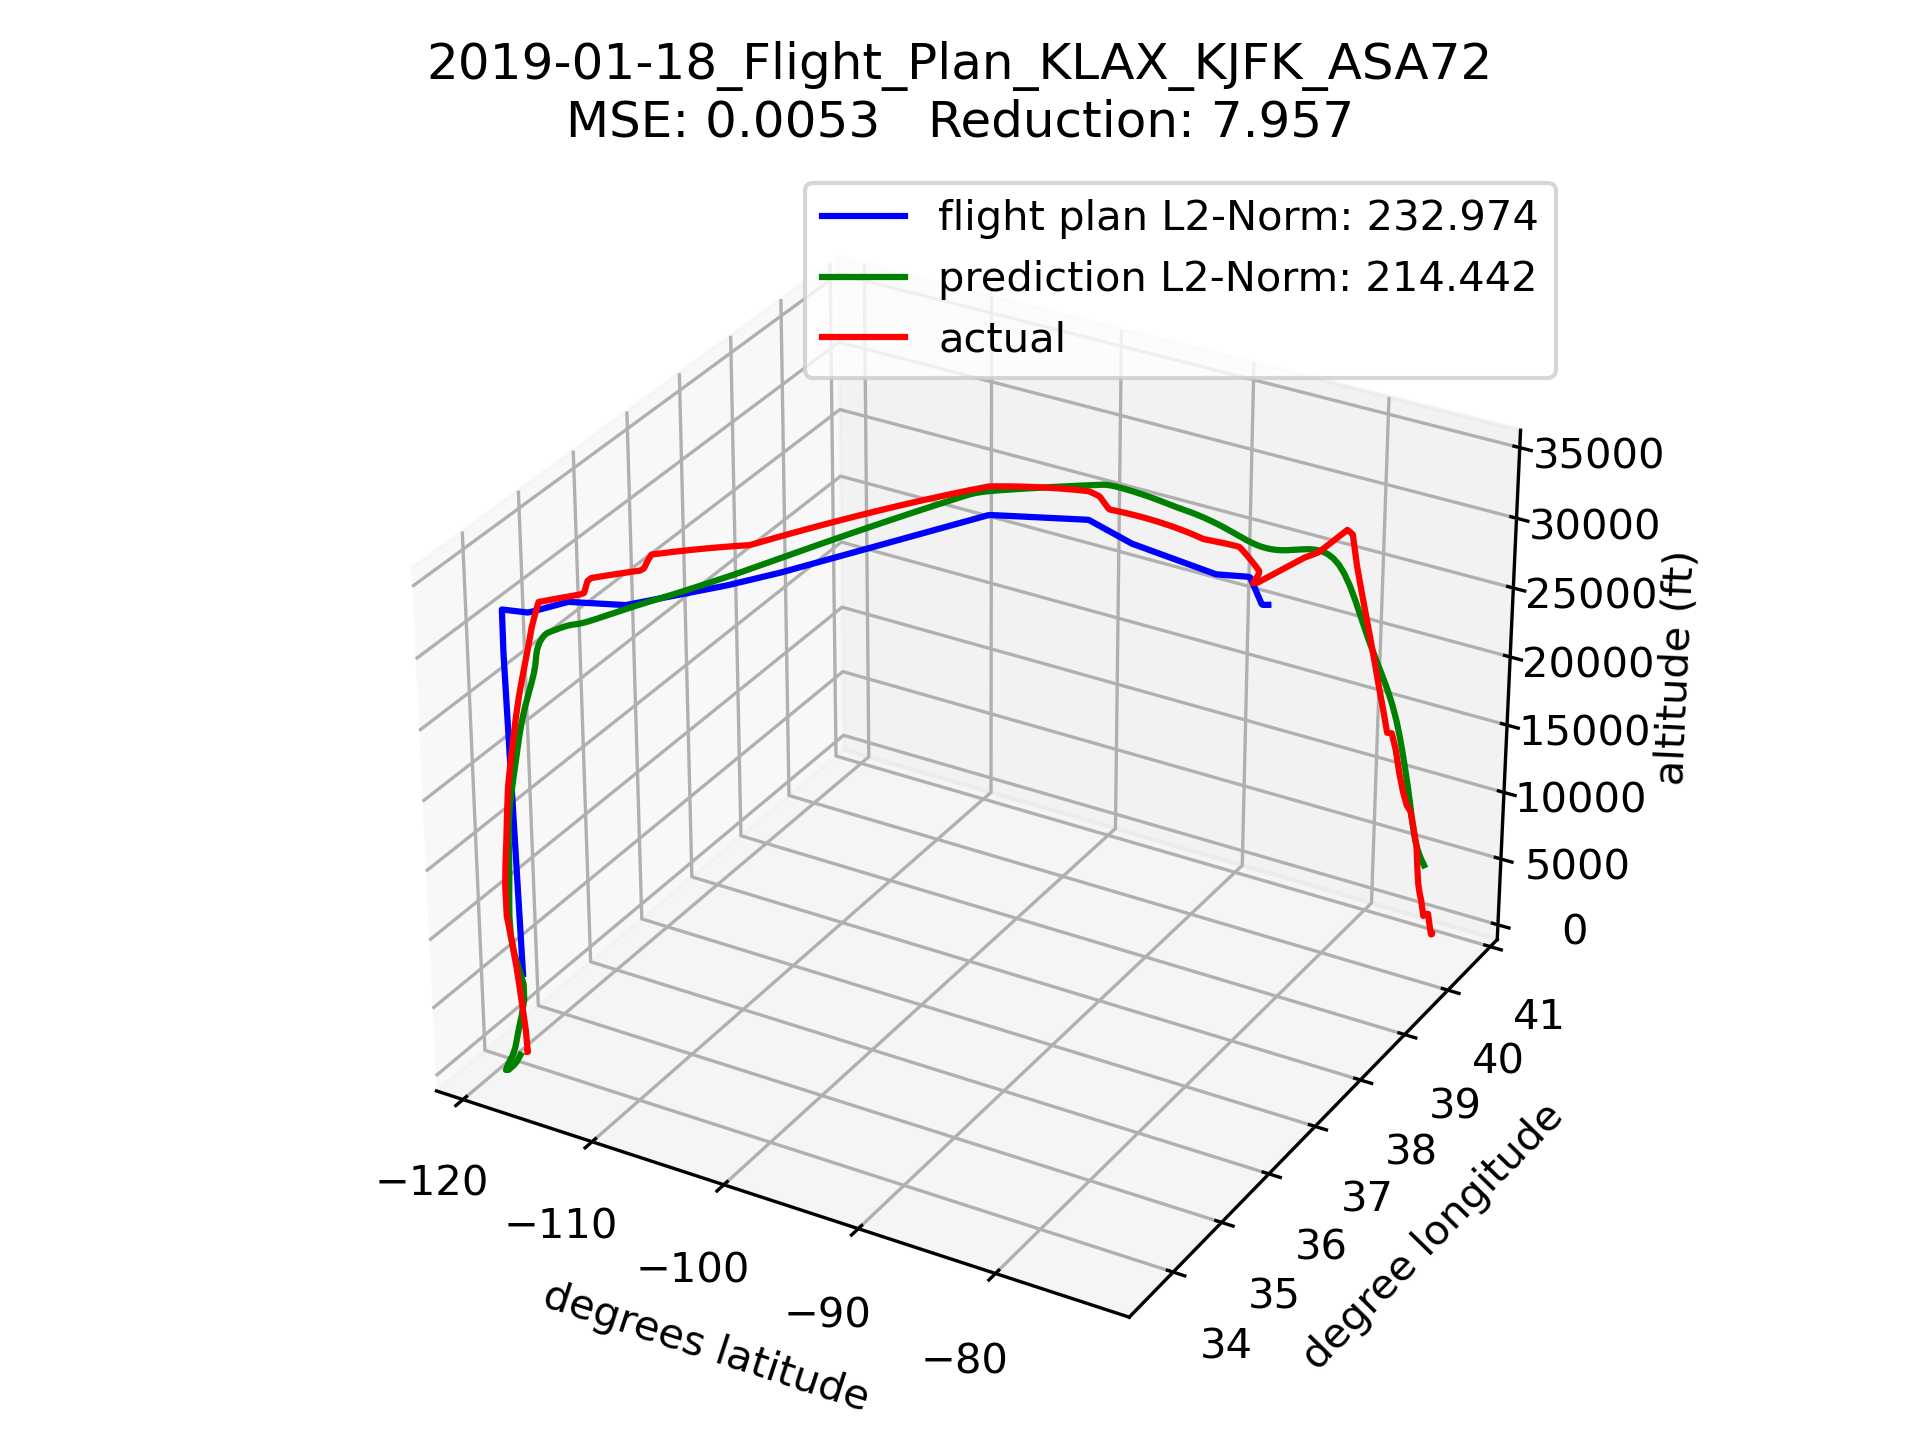 2019-01-18_Flight_Plan_KLAX_KJFK_ASA72
MSE: 0.0053   Reduction: 7.957
flight plan L2-Norm: 232.974
prediction L2-Norm: 214.442
actual
35000
30000
25000
20000
15000
10000
5000
0
altitude (ft)
41
40
39
38
37
36
35
34
degree longitude
−120
−110
−100
−90
−80
degrees latitude